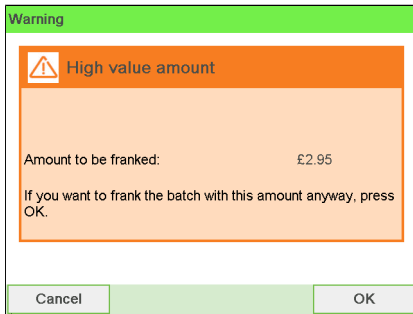 Warning
High value amount
Amount to be franked: £2.95
If you want to frank the batch with this amount anyway, press
OK.
Cancel OK